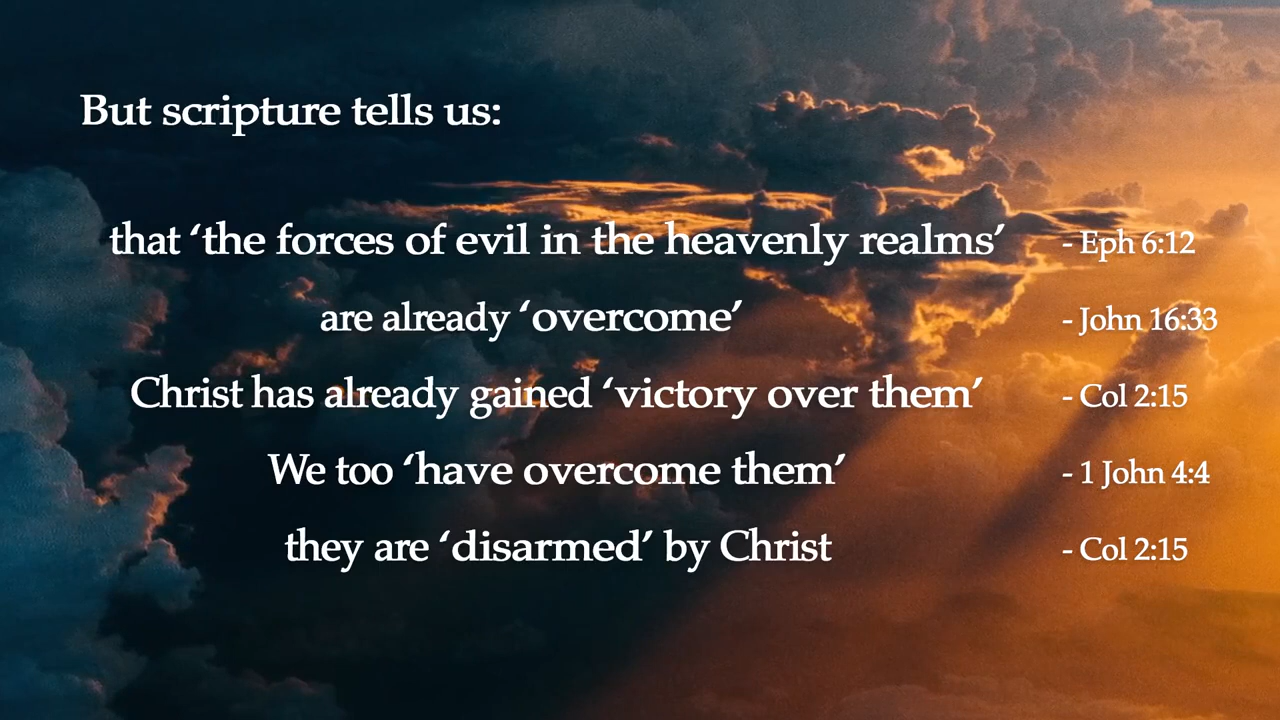 But scripture tells us:
that ‘the forces of evil in the heavenly realms’ - Eph 6:12
are already ‘overcome’ - John 16:33
Christ has already gained ‘victory over them’ - Col 2:15
We too ‘have overcome them’ - 1 John 4:4
they are ‘disarmed’ by Christ - Col 2:15